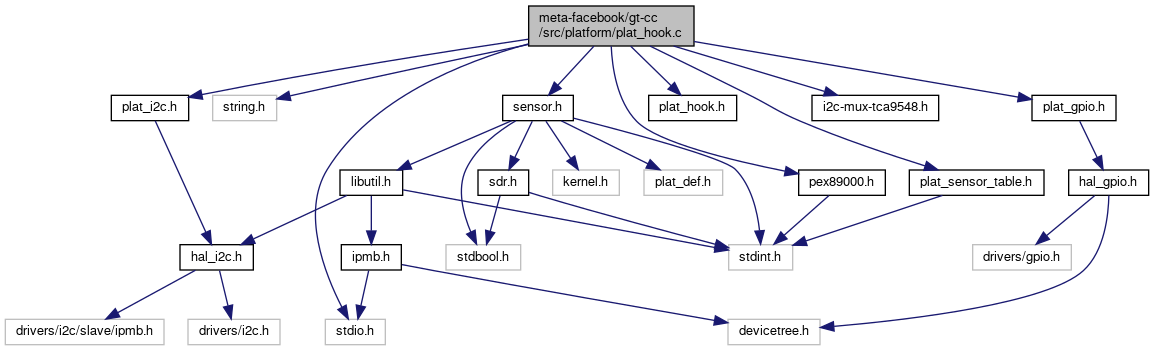 meta-facebook/gt-cc
/src/platform/plat_hook.c
plat_i2c.h
string.h
sensor.h
plat_hook.h
i2c-mux-tca9548.h
plat_gpio.h
libutil.h
sdr.h
kernel.h
plat_def.h
pex89000.h
plat_sensor_table.h
hal_gpio.h
hal_i2c.h
ipmb.h
stdbool.h
stdint.h
drivers/gpio.h
drivers/i2c/slave/ipmb.h
drivers/i2c.h
stdio.h
devicetree.h